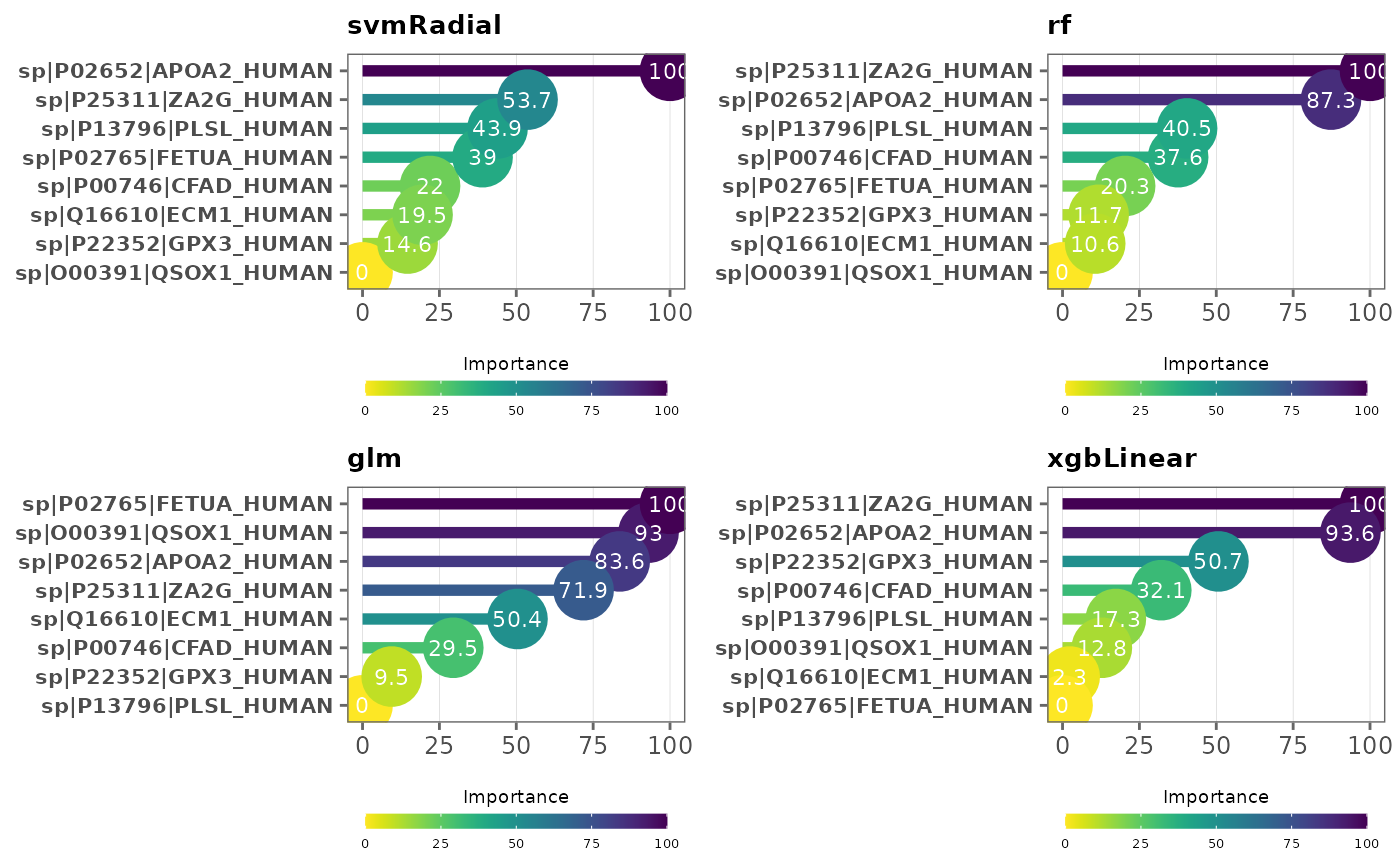 svmRadial
sp|P02652|APOA2_HUMAN 100
sp|P25311|ZA2G_HUMAN 53.7
sp|P13796|PLSL_HUMAN 43.9
sp|P02765|FETUA_HUMAN 39
sp|P00746|CFAD_HUMAN 22
sp|Q16610|ECM1_HUMAN 19.5
sp|P22352|GPX3_HUMAN 14.6
sp|O00391|QSOX1_HUMAN 0
0 25 50 75 100
Importance
0 25 50 75 100
rf
sp|P25311|ZA2G_HUMAN 100
sp|P02652|APOA2_HUMAN 87.3
sp|P13796|PLSL_HUMAN 40.5
sp|P00746|CFAD_HUMAN 37.6
sp|P02765|FETUA_HUMAN 20.3
sp|P22352|GPX3_HUMAN 11.7
sp|Q16610|ECM1_HUMAN 10.6
sp|O00391|QSOX1_HUMAN 0
0 25 50 75 100
Importance
0 25 50 75 100
glm
sp|P02765|FETUA_HUMAN 100
sp|O00391|QSOX1_HUMAN 93
sp|P02652|APOA2_HUMAN 83.6
sp|P25311|ZA2G_HUMAN 71.9
sp|Q16610|ECM1_HUMAN 50.4
sp|P00746|CFAD_HUMAN 29.5
sp|P22352|GPX3_HUMAN 9.5
sp|P13796|PLSL_HUMAN 0
0 25 50 75 100
Importance
0 25 50 75 100
xgbLinear
sp|P25311|ZA2G_HUMAN 100
sp|P02652|APOA2_HUMAN 93.6
sp|P22352|GPX3_HUMAN 50.7
sp|P00746|CFAD_HUMAN 32.1
sp|P13796|PLSL_HUMAN 17.3
sp|O00391|QSOX1_HUMAN 12.8
sp|Q16610|ECM1_HUMAN 2.3
sp|P02765|FETUA_HUMAN 0
0 25 50 75 100
Importance
0 25 50 75 100